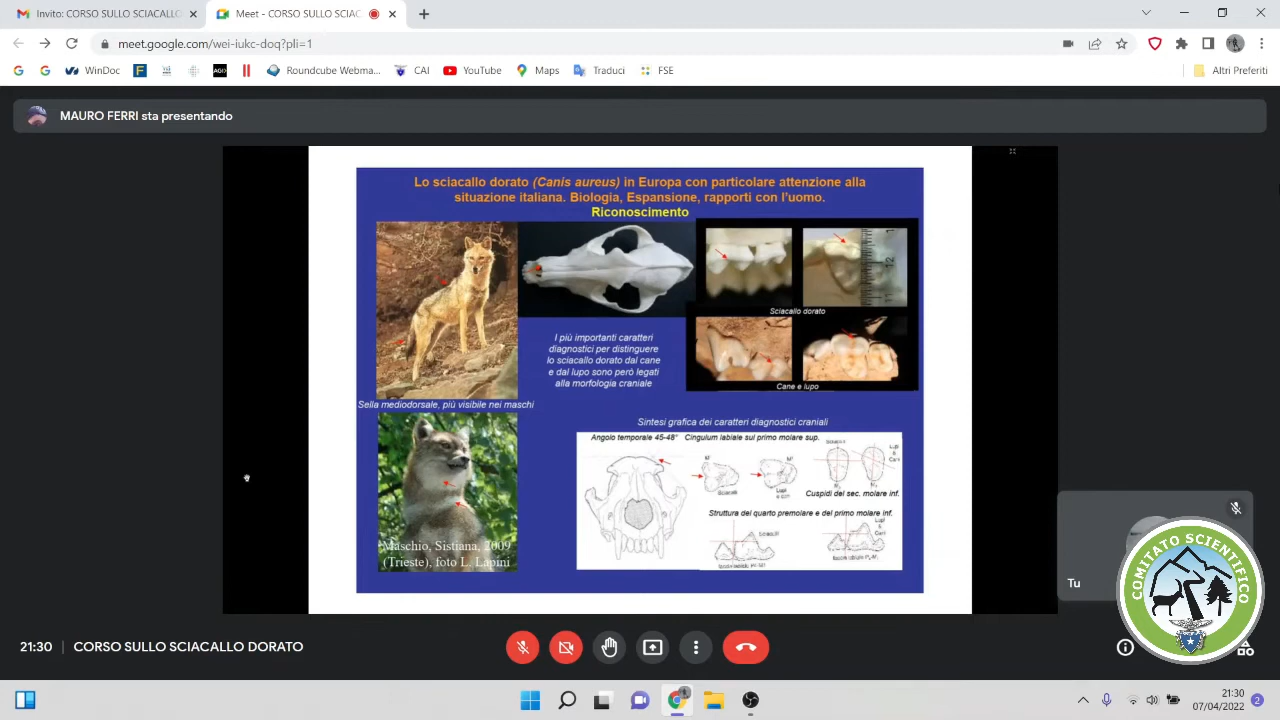 Invito: CORSO SULLO SCIACALLO
Meet - CORSO SULLO SCIAC
meet.google.com/wei-iukc-doq?pli=1
WinDoc
Roundcube Webma...
CAI
YouTube
Maps
Traduci
FSE
Altri Preferiti
MAURO FERRI sta presentando
Lo sciacallo dorato (Canis aureus) in Europa con particolare attenzione alla
situazione italiana. Biologia, Espansione, rapporti con l'uomo.
Riconoscimento
Sciacallo dorato
I più importanti caratteri
diagnostici per distinguere
lo sciacallo dorato dal cane
e dal lupo sono però legati
alla morfologia craniale
Cane e lupo
Sella mediodorsale, più visibile nei maschi
Sintesi grafica dei caratteri diagnostici craniali
Angolo temporale 45-48° Cingulum labiale sul primo molare sup.
Cuspidi del sec. molare inf.
Struttura del quarto premolare e del primo molare inf.
Maschio, Sistiana, 2009
(Trieste), foto L. Lapini
Tu
COMITATO SCIENTIFICO
21:30
CORSO SULLO SCIACALLO DORATO
21:30
07/04/2022
2